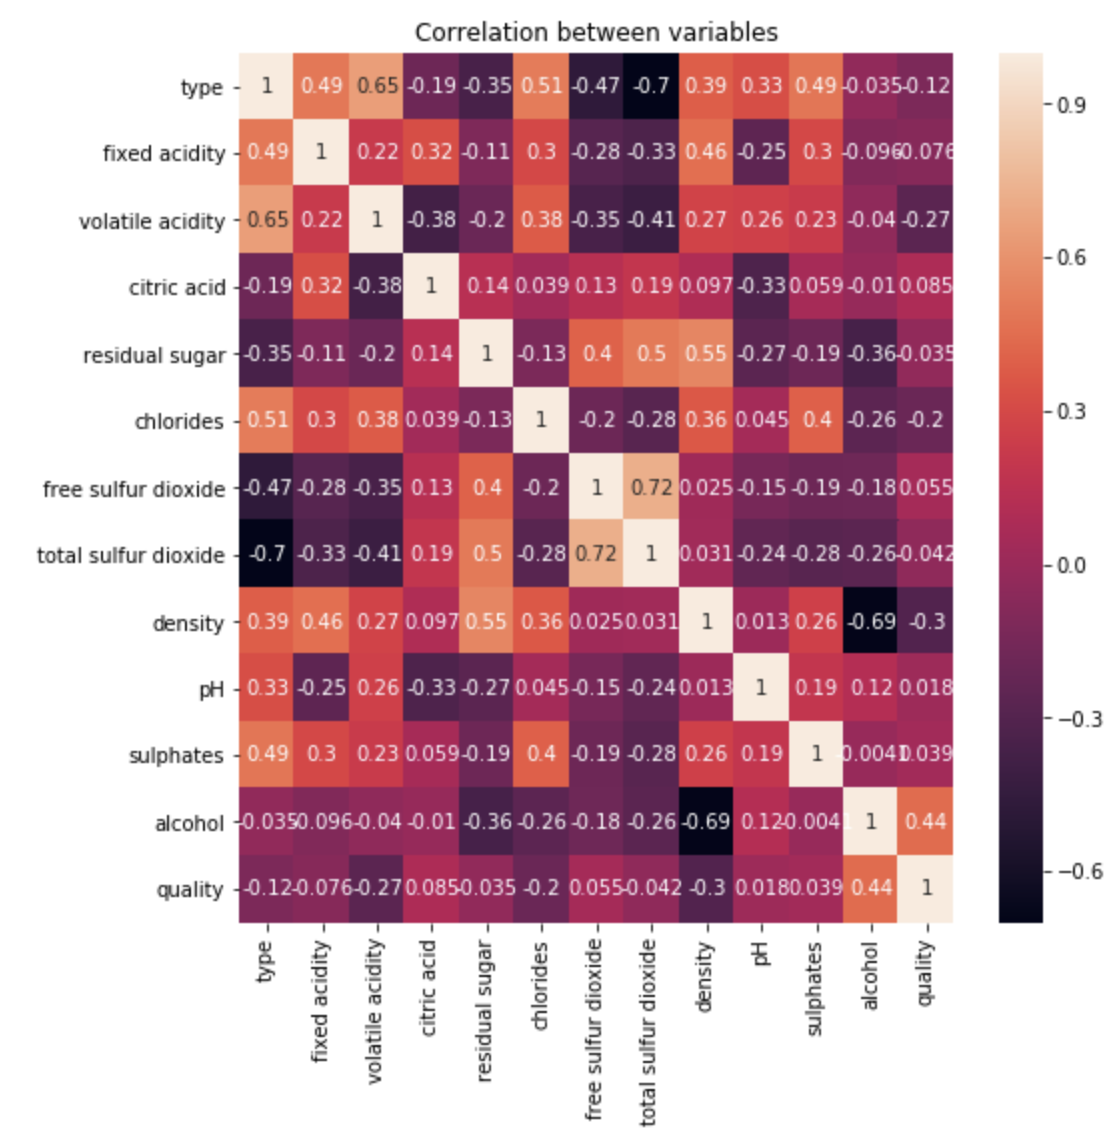 Correlation between variables
type 1 0.49 0.65 -0.19 -0.35 0.51 -0.47 -0.7 0.39 0.33 0.49 -0.035 -0.12
fixed acidity 0.49 1 0.22 0.32 -0.11 0.3 -0.28 -0.33 0.46 -0.25 0.3 -0.096 -0.076
volatile acidity 0.65 0.22 1 -0.38 -0.2 0.38 -0.35 -0.41 0.27 0.26 0.23 -0.04 -0.27
citric acid -0.19 0.32 -0.38 1 0.14 0.039 0.13 0.19 0.097 -0.33 0.059 -0.01 0.085
residual sugar -0.35 -0.11 -0.2 0.14 1 -0.13 0.4 0.5 0.55 -0.27 -0.19 -0.36 -0.035
chlorides 0.51 0.3 0.38 0.039 -0.13 1 -0.2 -0.28 0.36 0.045 0.4 -0.26 -0.2
free sulfur dioxide -0.47 -0.28 -0.35 0.13 0.4 -0.2 1 0.72 0.025 -0.15 -0.19 -0.18 0.055
total sulfur dioxide -0.7 -0.33 -0.41 0.19 0.5 -0.28 0.72 1 0.031 -0.24 -0.28 -0.26 -0.042
density 0.39 0.46 0.27 0.097 0.55 0.36 0.025 0.031 1 0.013 0.26 -0.69 -0.3
pH 0.33 -0.25 0.26 -0.33 -0.27 0.045 -0.15 -0.24 0.013 1 0.19 0.12 0.018
sulphates 0.49 0.3 0.23 0.059 -0.19 0.4 -0.19 -0.28 0.26 0.19 1 -0.0041 0.039
alcohol -0.035 -0.096 -0.04 -0.01 -0.36 -0.26 -0.18 -0.26 -0.69 0.12 -0.0041 1 0.44
quality -0.12 -0.076 -0.27 0.085 -0.035 -0.2 0.055 -0.042 -0.3 0.018 0.039 0.44 1
type
fixed acidity
volatile acidity
citric acid
residual sugar
chlorides
free sulfur dioxide
total sulfur dioxide
density
pH
sulphates
alcohol
quality
0.9
0.6
0.3
0.0
-0.3
-0.6